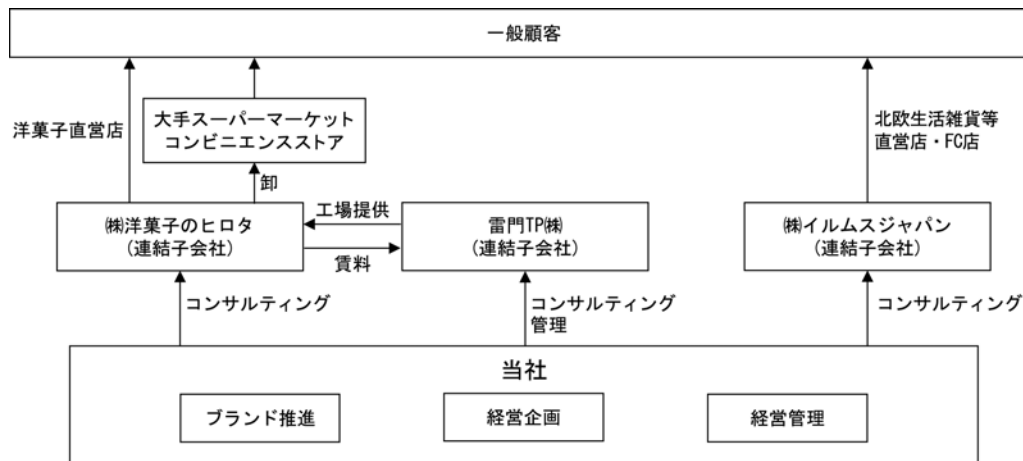 一般顧客
洋菓子直営店
大手スーパーマーケット
コンビニエンスストア
北欧生活雑貨等
直営店・FC店
卸
㈱洋菓子のヒロタ
（連結子会社）
工場提供
賃料
雷門TP㈱
（連結子会社）
㈱イルムスジャパン
（連結子会社）
コンサルティング
コンサルティング
管理
コンサルティング
当社
ブランド推進
経営企画
経営管理